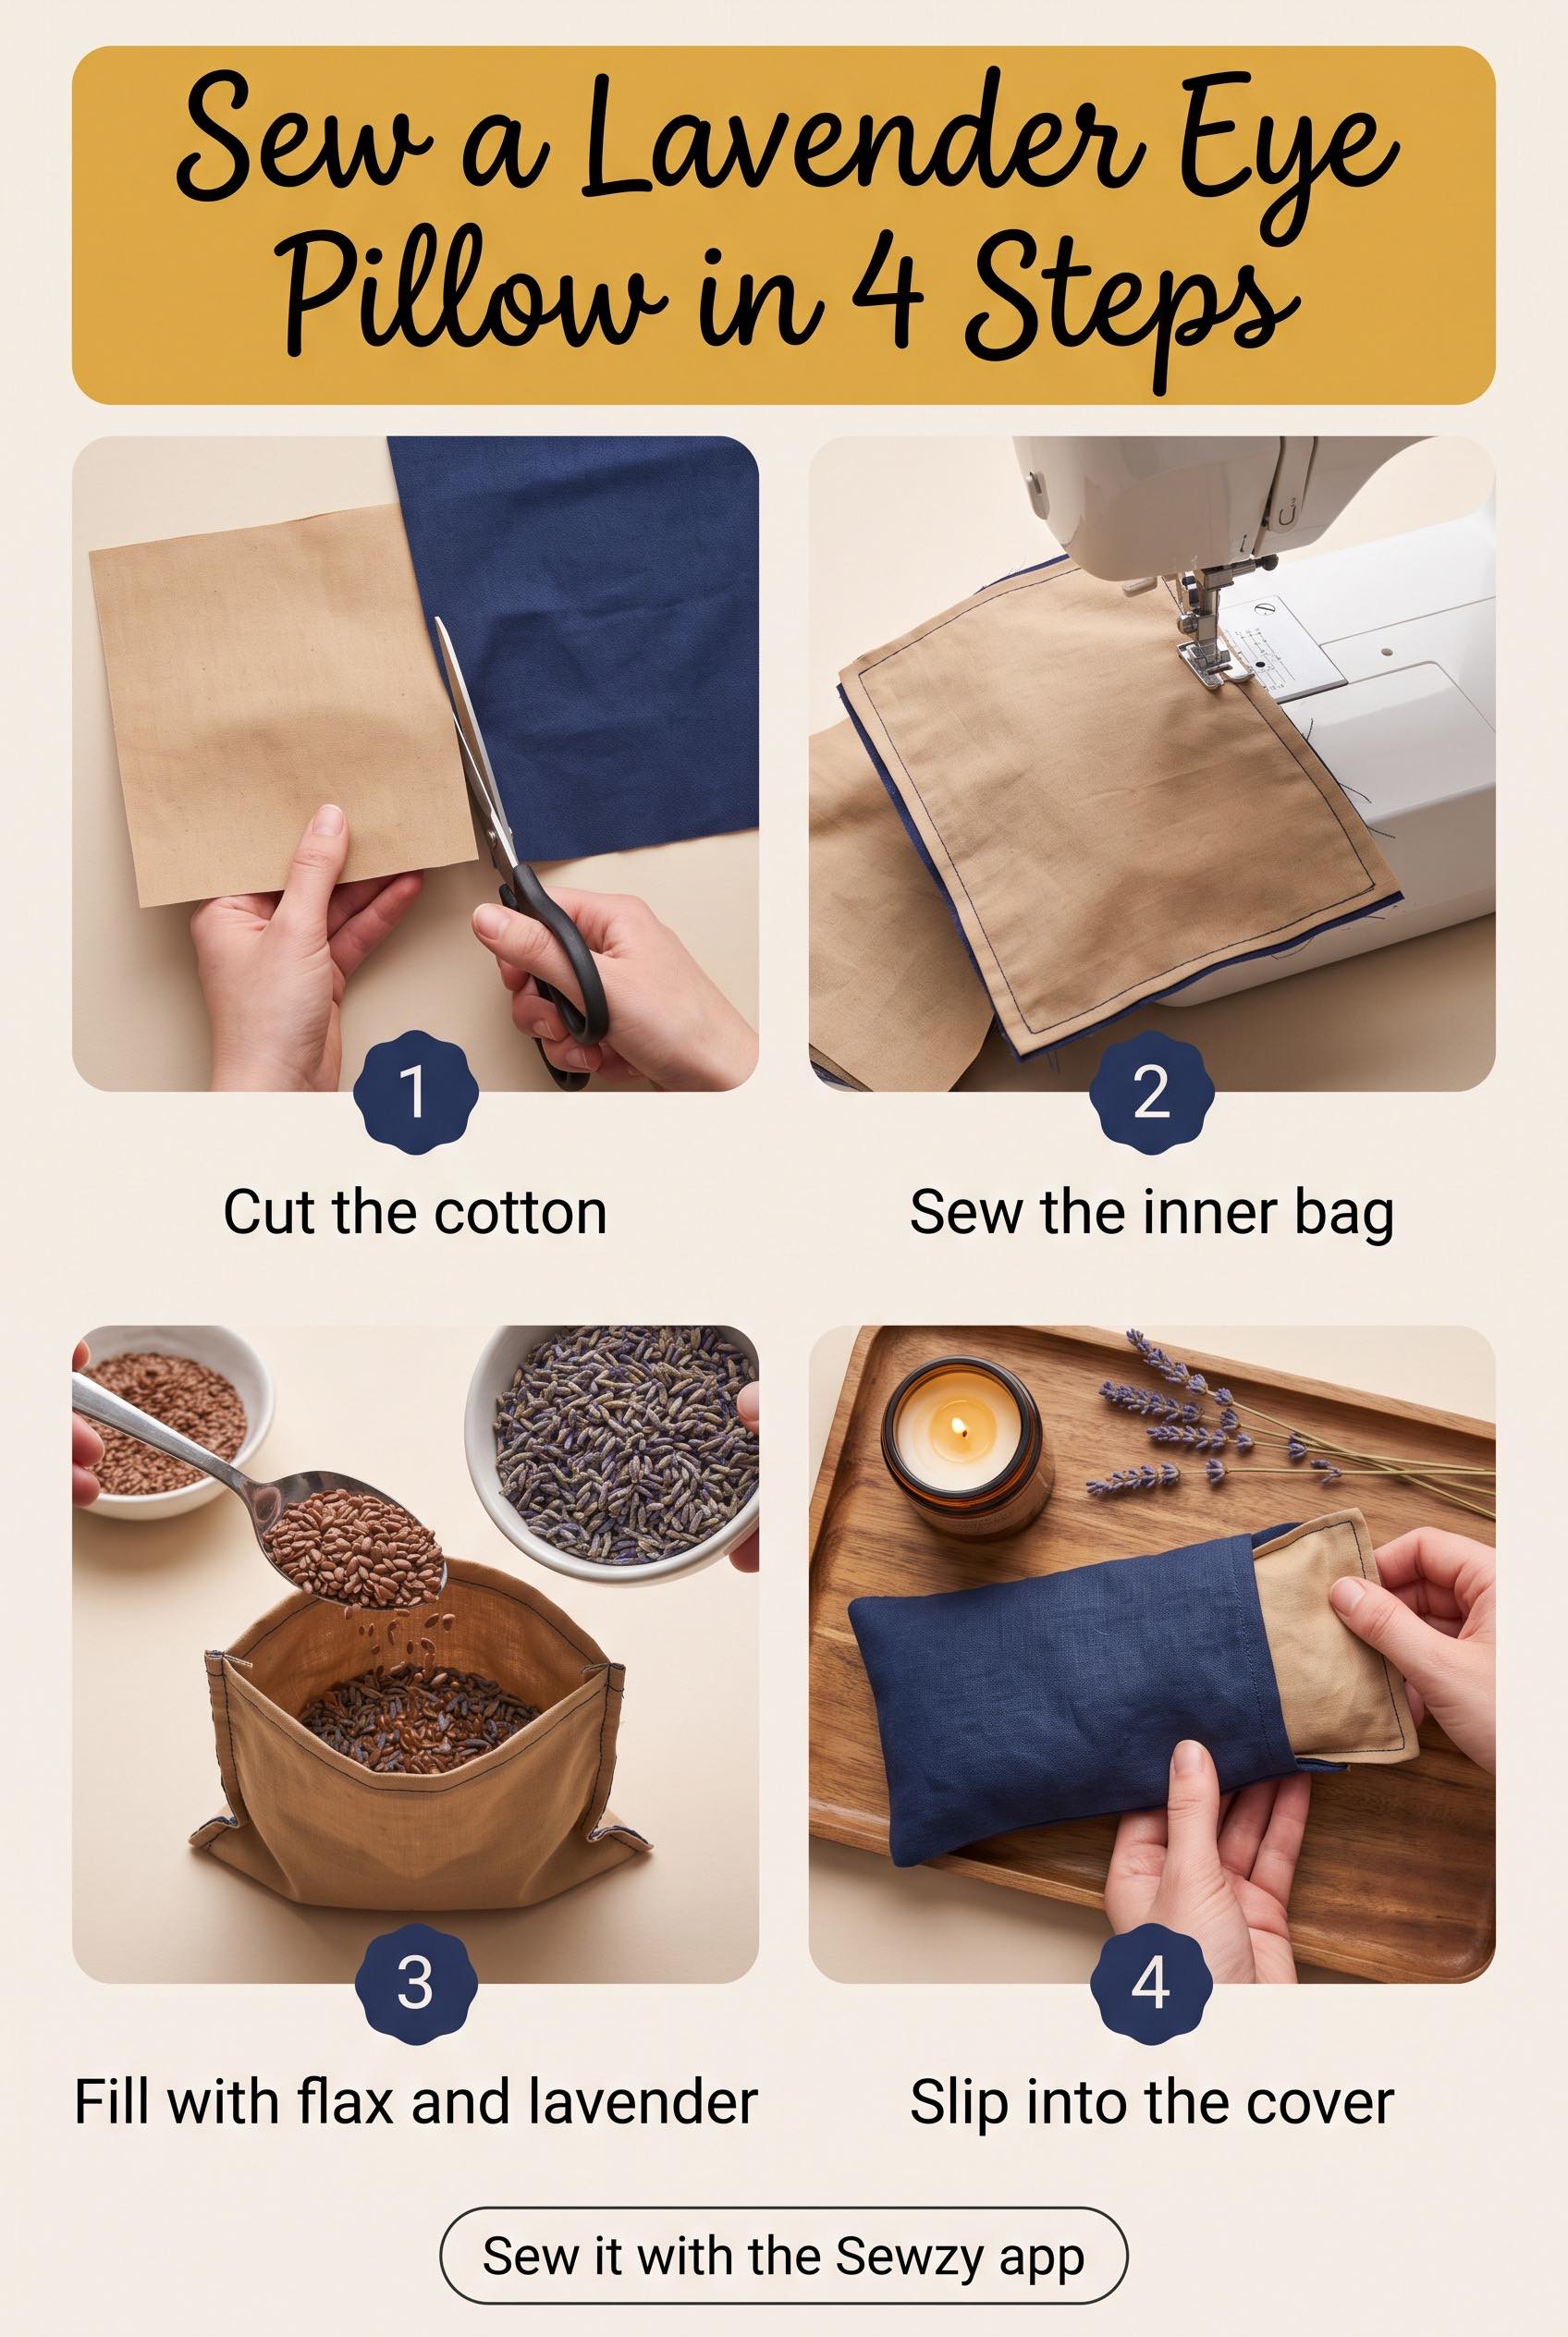 Sew a Lavender Eye
Pillow in 4 Steps
1
Cut the cotton
2
Sew the inner bag
3
Fill with flax and lavender
4
Slip into the cover
Sew it with the Sewzy app